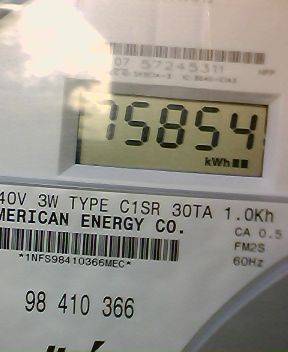 07 57245311
75854
kWh
40V 3W TYPE C1SR 30TA 1.0Kh
MERICAN ENERGY CO.
CA 0.5
FM2S
60Hz
*1NFS98410366MEC*
98 410 366